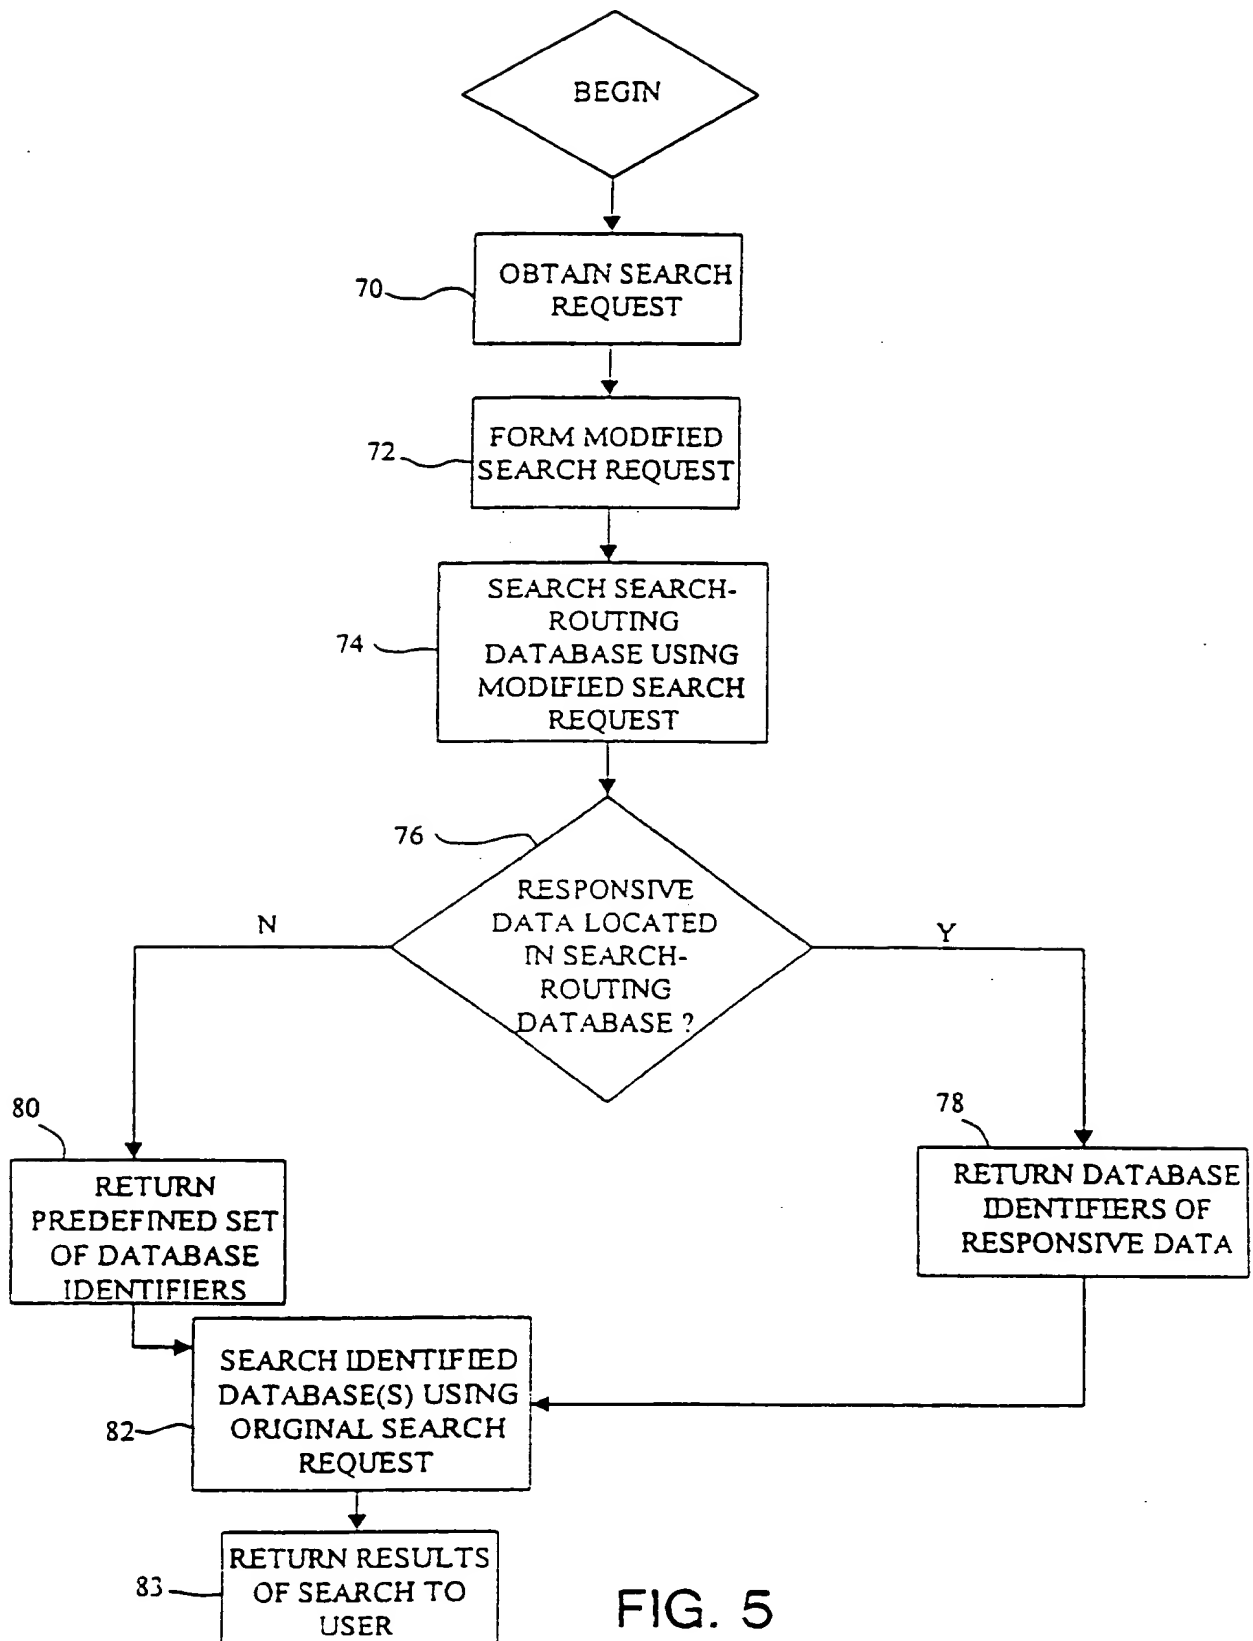 BEGIN
70
OBTAIN SEARCH
REQUEST
72
FORM MODIFIED
SEARCH REQUEST
74
SEARCH SEARCH-
ROUTING
DATABASE USING
MODIFIED SEARCH
REQUEST
76
RESPONSIVE
DATA LOCATED
IN SEARCH-
ROUTING
DATABASE ?
N
Y
80
RETURN
PREDEFINED SET
OF DATABASE
IDENTIFIERS
78
RETURN DATABASE
IDENTIFIERS OF
RESPONSIVE DATA
82
SEARCH IDENTIFIED
DATABASE(S) USING
ORIGINAL SEARCH
REQUEST
83
RETURN RESULTS
OF SEARCH TO
USER
FIG. 5